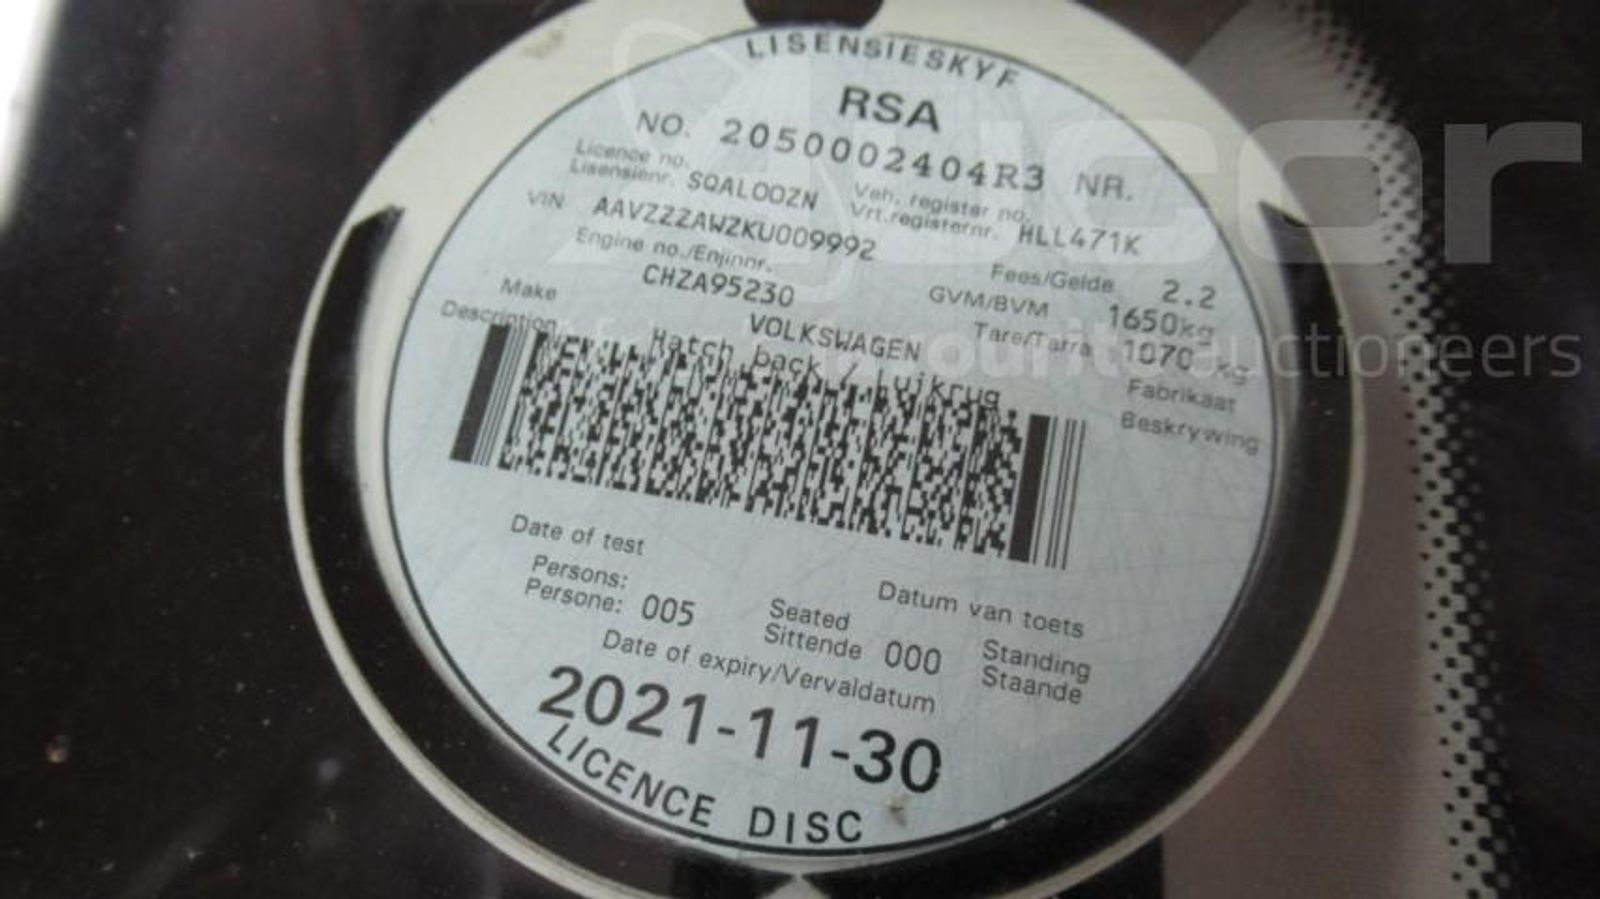 LISENSIESKYF
RSA
NO. 2050002404R3 NR.
Licence no. Veh. register no.
Lisensienr. SQALOOZN Vrt.registernr. HLL471K
VIN AAVZZZAWZKU009992
Engine no./Enjinnr. Fees/Gelde 2.2
CHZA95230 GVM/BVM 1650kg
Make VOLKSWAGEN Tare/Tarra 1070 kg
Description Hatch back / Luikrug Fabrikaat
Beskrywing
Date of test Datum van toets
Persons: Seated Standing
Persone: 005 Sittende 000 Staande
Date of expiry/Vervaldatum
2021-11-30
LICENCE DISC
auctioneers